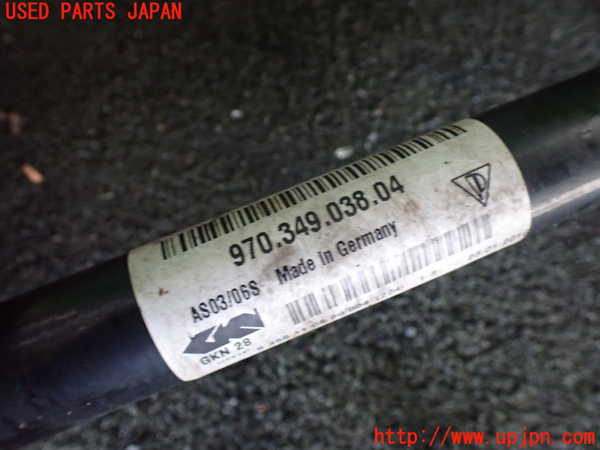 USED PARTS JAPAN
970.349.038.04
AS03/06S Made in Germany
GKN 28
http://www.upjpn.com/